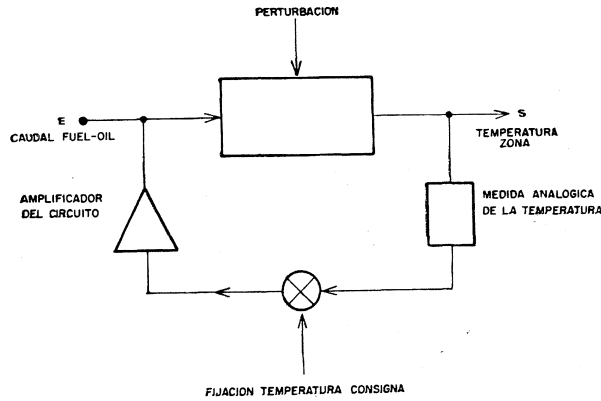 PERTURBACION
E
CAUDAL FUEL-OIL
S
TEMPERATURA
ZONA
AMPLIFICADOR
DEL CIRCUITO
MEDIDA ANALOGICA
DE LA TEMPERATURA
FIJACION TEMPERATURA CONSIGNA